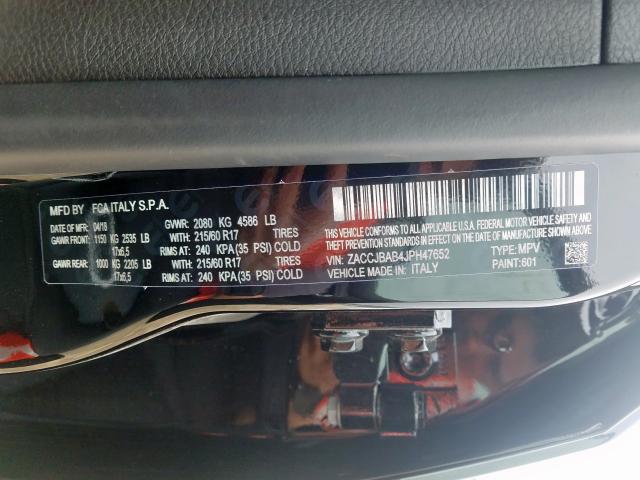 MFD BY FCA ITALY S.P.A.
DATE OF MFR: 04/18 GVWR: 2080 KG 4586 LB
GAWR FRONT: 1150 KG 2535 LB WITH: 215/60 R17 TIRES
17x6,5 RIMS AT: 240 KPA (35 PSI) COLD
GAWR REAR: 1000 KG 2205 LB WITH: 215/60 R17 TIRES
17x6,5 RIMS AT: 240 KPA (35 PSI) COLD
THIS VEHICLE CONFORMS TO ALL APPLICABLE U.S.A. FEDERAL MOTOR VEHICLE SAFETY, BUMPER AND THEFT PREVENTION STANDARDS IN EFFECT ON THE DATE OF MANUFACTURE SHOWN ABOVE.
VIN: ZACCJBAB4JPH47652 TYPE: MPV
VEHICLE MADE IN: ITALY PAINT: 601